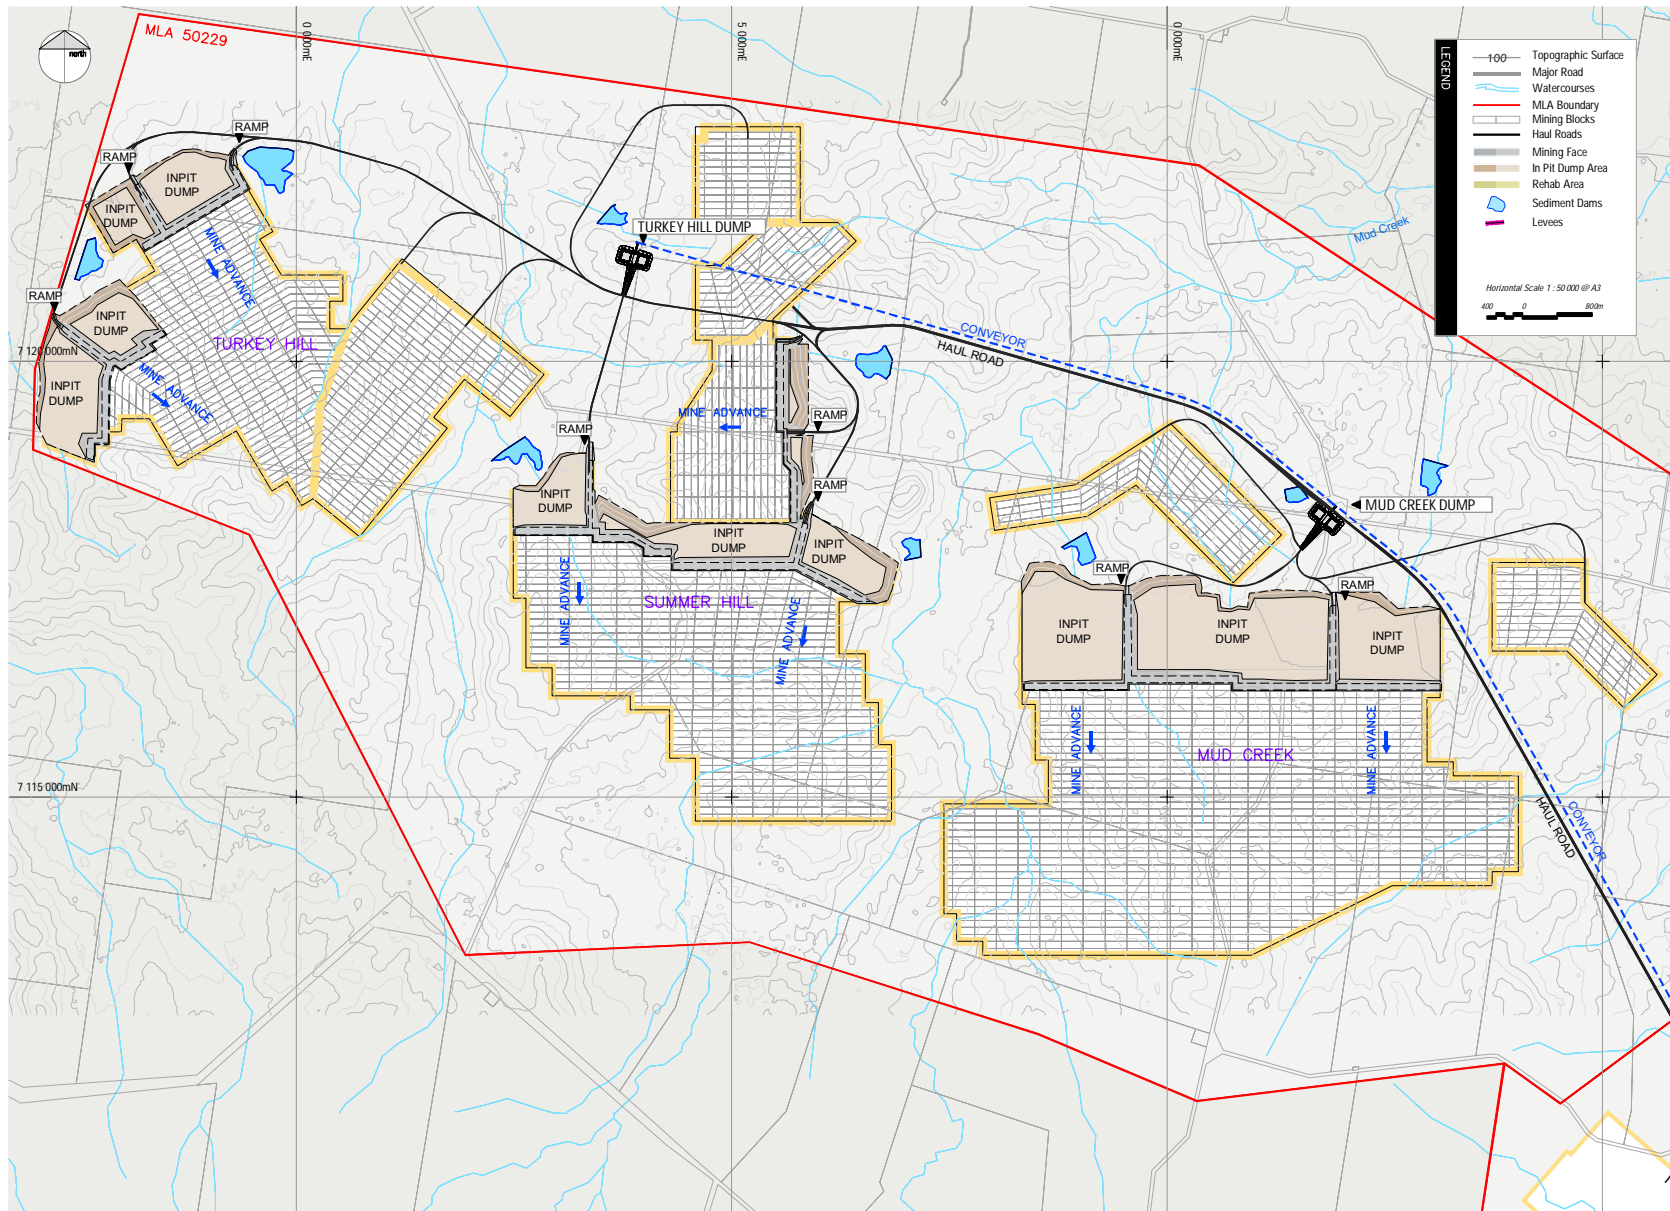 MLA 50229
north
0 000mE
5 000mE
0 000mE
LEGEND
100 Topographic Surface
Major Road
Watercourses
MLA Boundary
Mining Blocks
Haul Roads
Mining Face
In Pit Dump Area
Rehab Area
Sediment Dams
Levees
Horizontal Scale 1 : 50 000 @ A3
400 0 800m
RAMP
RAMP
INPIT
DUMP
INPIT
DUMP
MINE ADVANCE
TURKEY HILL DUMP
Mud Creek
RAMP
INPIT
DUMP
TURKEY HILL
7 120 000mN
CONVEYOR
HAUL ROAD
INPIT
DUMP
MINE ADVANCE
MINE ADVANCE
RAMP
RAMP
RAMP
INPIT
DUMP
MUD CREEK DUMP
INPIT
DUMP
INPIT
DUMP
MINE ADVANCE
SUMMER HILL
MINE ADVANCE
RAMP
RAMP
INPIT
DUMP
INPIT
DUMP
INPIT
DUMP
MINE ADVANCE
MINE ADVANCE
MUD CREEK
7 115 000mN
HAUL ROAD
CONVEYOR